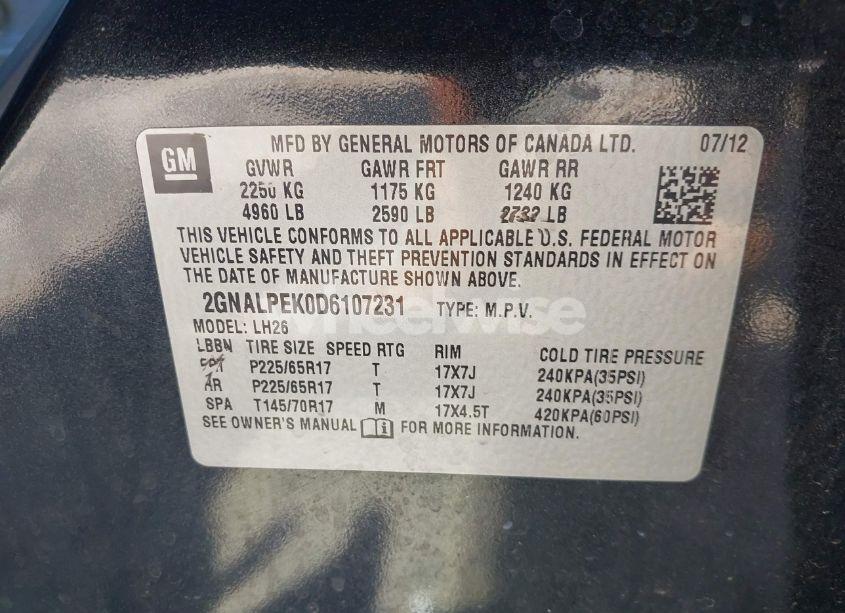 GM
MFD BY GENERAL MOTORS OF CANADA LTD. 07/12
GVWR GAWR FRT GAWR RR
2250 KG 1175 KG 1240 KG
4960 LB 2590 LB 2732 LB
THIS VEHICLE CONFORMS TO ALL APPLICABLE U.S. FEDERAL MOTOR
VEHICLE SAFETY AND THEFT PREVENTION STANDARDS IN EFFECT ON
THE DATE OF MANUFACTURE SHOWN ABOVE.
2GNALPEK0D6107231 TYPE: M.P.V.
wheelwise
MODEL: LH26
LBBN TIRE SIZE SPEED RTG RIM COLD TIRE PRESSURE
P225/65R17 T 17X7J 240KPA(35PSI)
RR P225/65R17 T 17X7J 240KPA(35PSI)
SPA T145/70R17 M 17X4.5T 420KPA(60PSI)
SEE OWNER'S MANUAL FOR MORE INFORMATION.